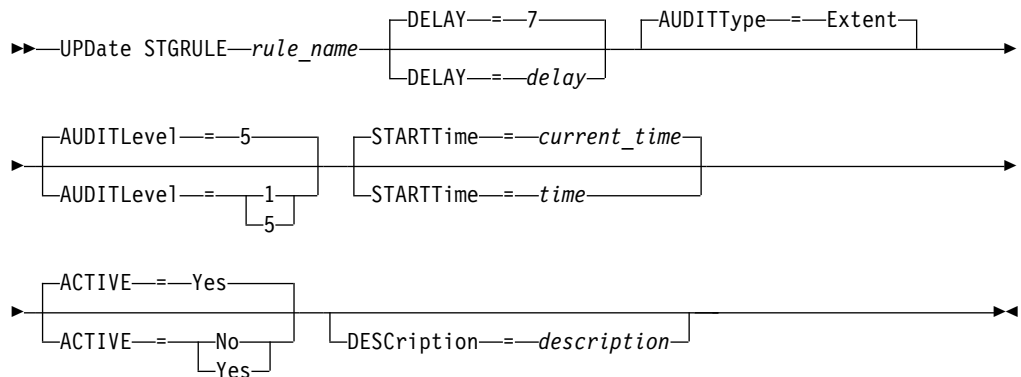 DELAY = 7 AUDITType = Extent
UPDate STGRULE rule_name
DELAY = delay
AUDITLevel = 5 STARTTime = current_time
AUDITLevel = 1 STARTTime = time
5
ACTIVE = Yes
ACTIVE = No DESCription = description
Yes